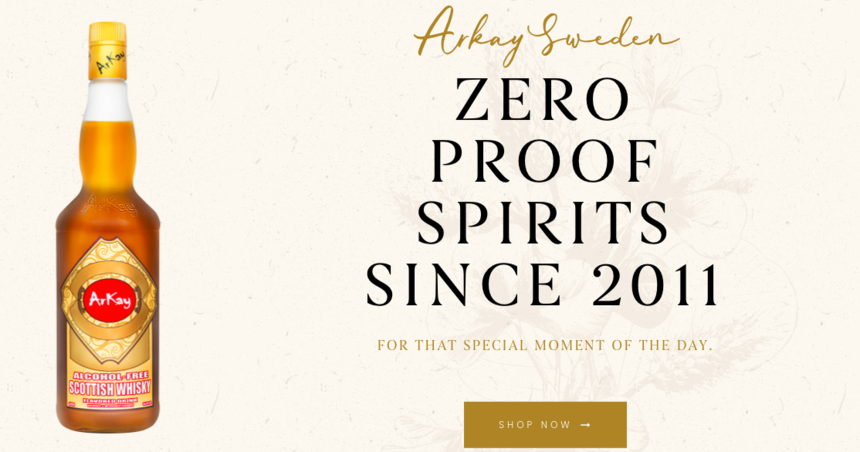 Arkay Sweden
ZERO
PROOF
SPIRITS
SINCE 2011
FOR THAT SPECIAL MOMENT OF THE DAY.
SHOP NOW →
ArKay
ArKay
ALCOHOL-FREE
SCOTTISH WHISKY
FLAVORED DRINK